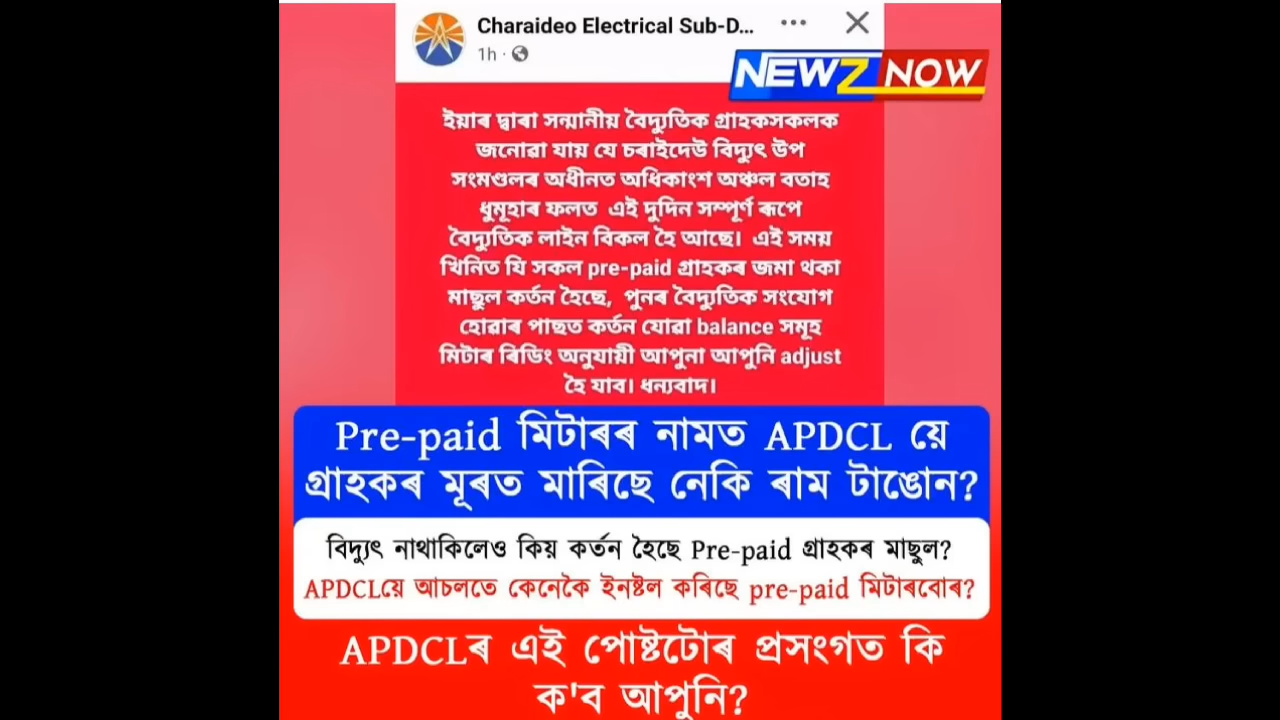 Charaideo Electrical Sub-D...
1h ·
NEWZ NOW
ইয়াৰ দ্বাৰা সন্মানীয় বৈদ্যুতিক গ্ৰাহকসকলক
জনোৱা যায় যে চৰাইদেউ বিদ্যুৎ উপ
সংমণ্ডলৰ অধীনত অধিকাংশ অঞ্চল বতাহ
ধুমূহাৰ ফলত এই দুদিন সম্পূৰ্ণ ৰূপে
বৈদ্যুতিক লাইন বিকল হৈ আছে। এই সময়
খিনিত যি সকল pre-paid গ্ৰাহকৰ জমা থকা
মাছুল কৰ্তন হৈছে, পুনৰ বৈদ্যুতিক সংযোগ
হোৱাৰ পাছত কৰ্তন যোৱা balance সমূহ
মিটাৰ ৰিডিং অনুযায়ী আপুনা আপুনি adjust
হৈ যাব। ধন্যবাদ।
Pre-paid মিটাৰৰ নামত APDCL য়ে
গ্ৰাহকৰ মূৰত মাৰিছে নেকি ৰাম টাঙোন?
বিদ্যুৎ নাথাকিলেও কিয় কৰ্তন হৈছে Pre-paid গ্ৰাহকৰ মাছুল?
APDCLয়ে আচলতে কেনেকৈ ইনষ্টল কৰিছে pre-paid মিটাৰবোৰ?
APDCLৰ এই পোষ্টটোৰ প্ৰসংগত কি
ক'ব আপুনি?